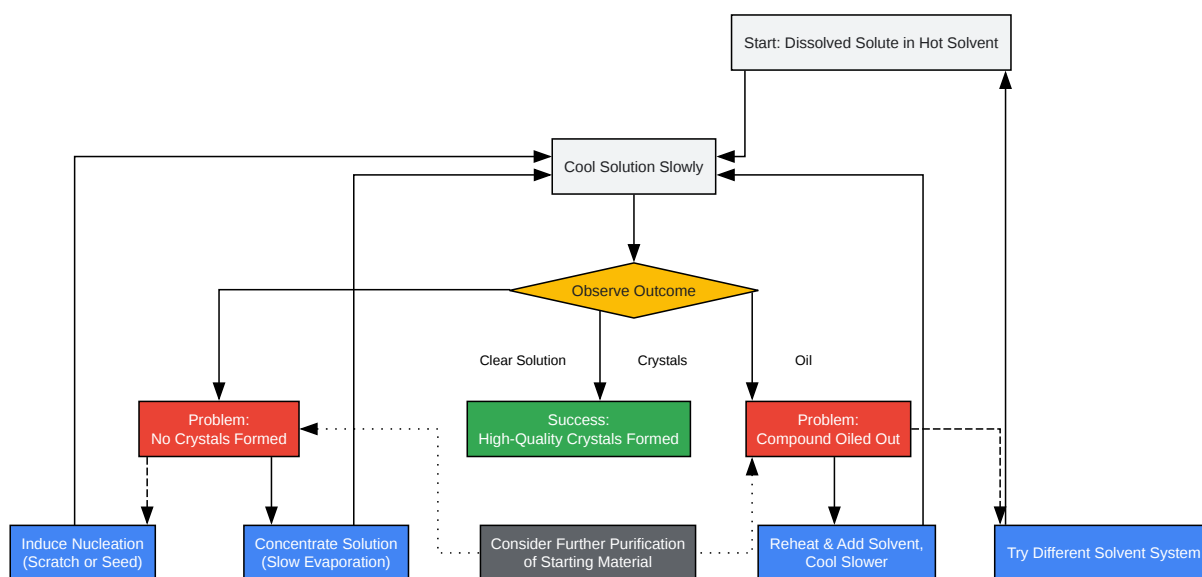 Start: Dissolved Solute in Hot Solvent
Cool Solution Slowly
Observe Outcome
Clear Solution
Crystals
Oil
Problem:
No Crystals Formed
Success:
High-Quality Crystals Formed
Problem:
Compound Oiled Out
Induce Nucleation
(Scratch or Seed)
Concentrate Solution
(Slow Evaporation)
Consider Further Purification
of Starting Material
Reheat & Add Solvent,
Cool Slower
Try Different Solvent System